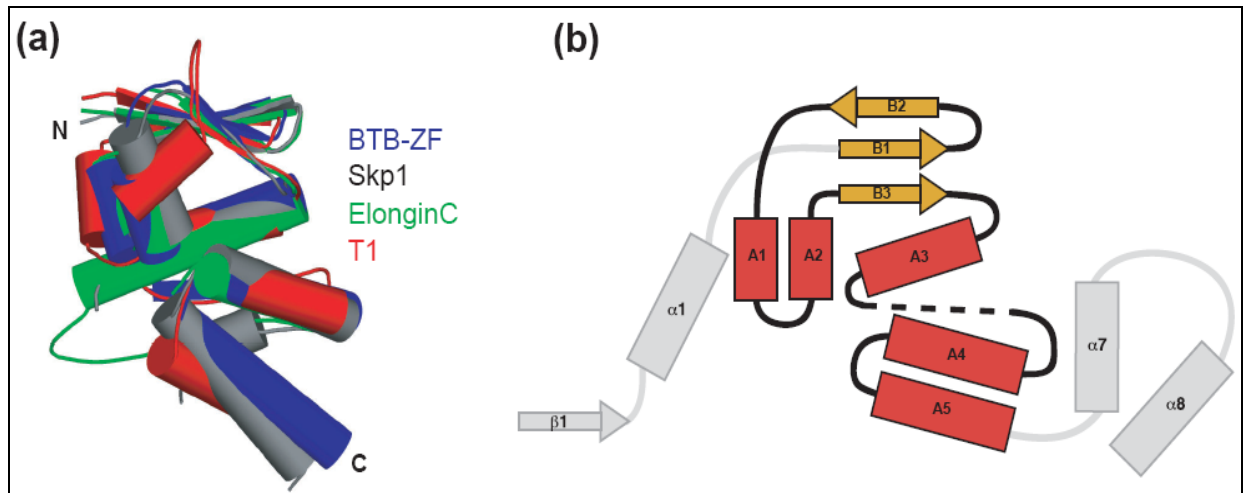 (a)
N
BTB-ZF
Skp1
ElonginC
T1
C
(b)
B2
B1
B3
A1
A2
A3
α1
A4
α7
A5
α8
β1